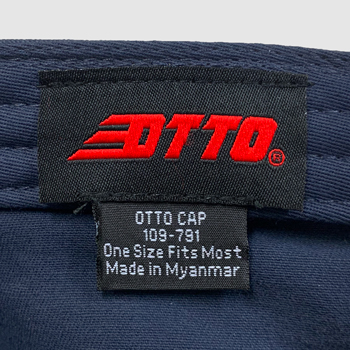 OTTO®
OTTO CAP
109-791
One Size Fits Most
Made in Myanmar